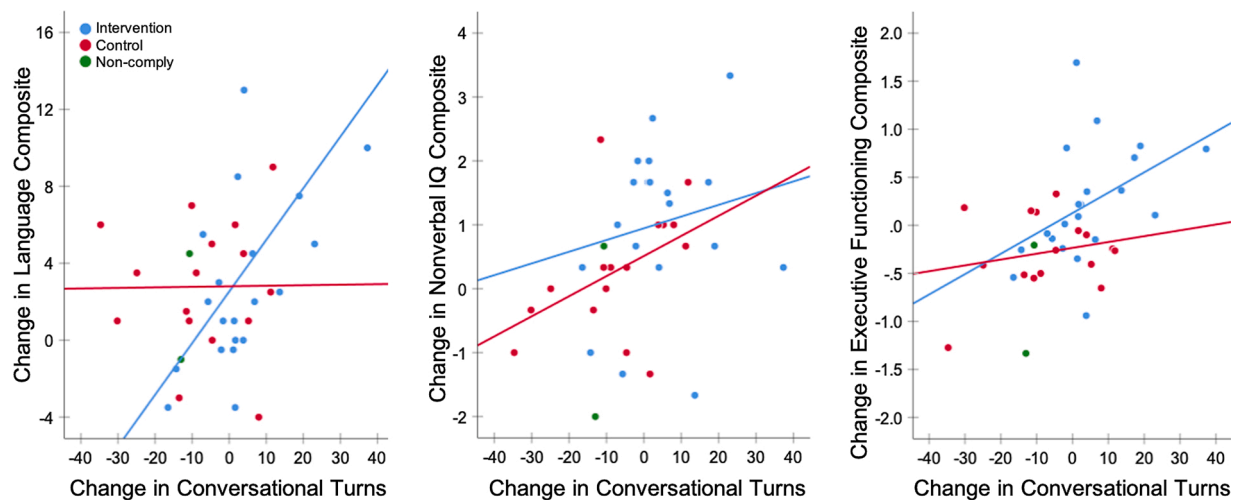 Change in Language Composite
16
12
8
4
0
-4
Intervention
Control
Non-comply
-40 -30 -20 -10 0 10 20 30 40
Change in Conversational Turns
Change in Nonverbal IQ Composite
4
3
2
1
0
-1
-2
-40 -30 -20 -10 0 10 20 30 40
Change in Conversational Turns
Change in Executive Functioning Composite
2.0
1.5
1.0
.5
.0
-.5
-1.0
-1.5
-2.0
-40 -30 -20 -10 0 10 20 30 40
Change in Conversational Turns